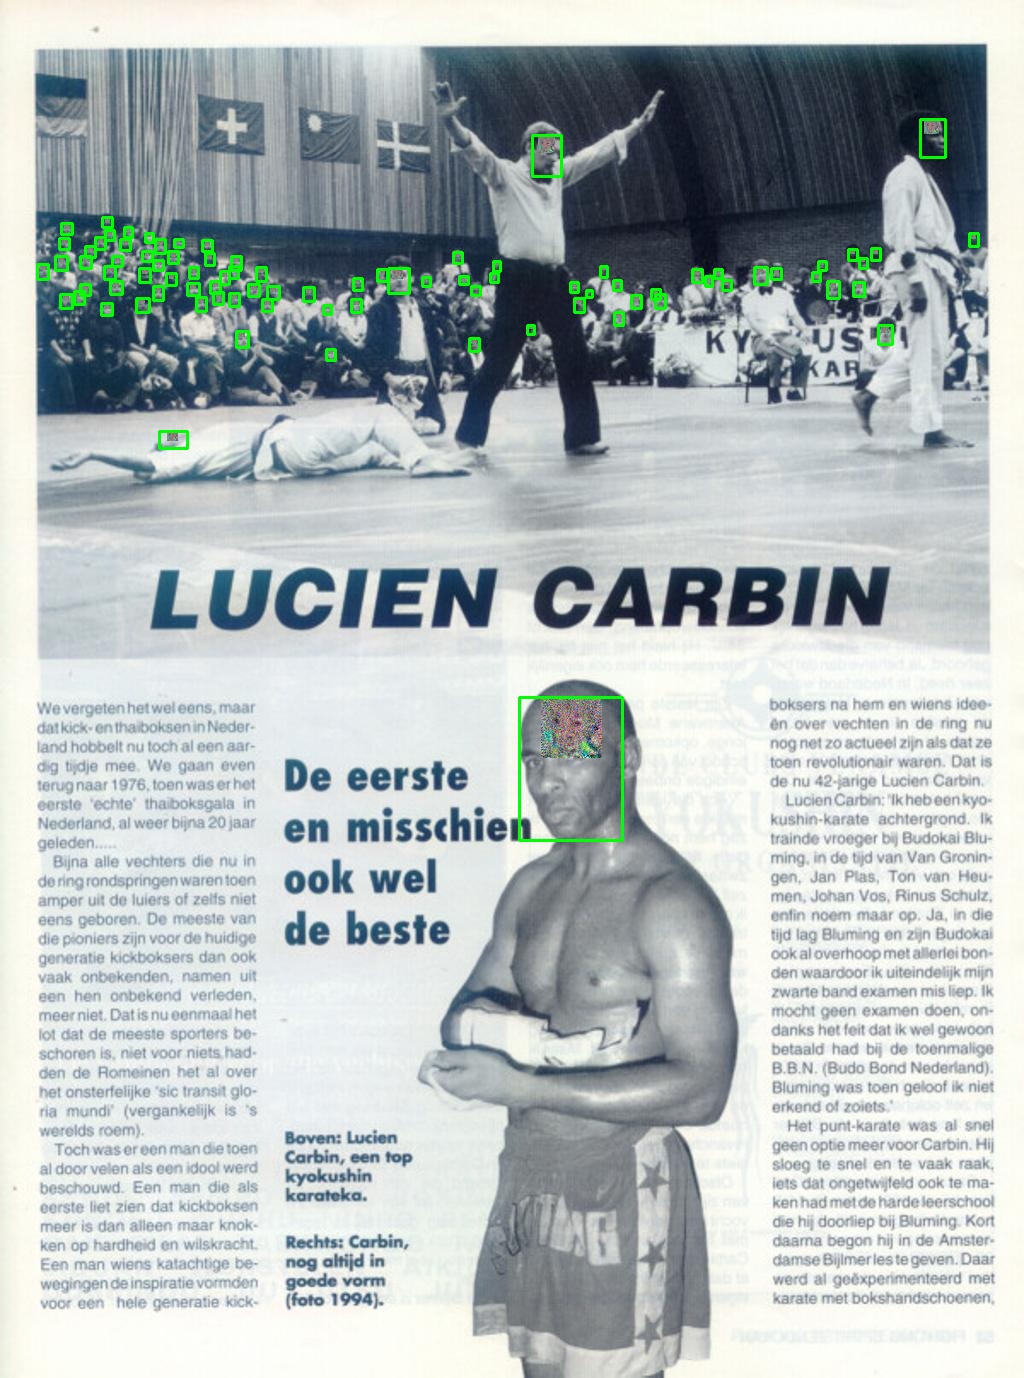 KY USHI
KAR
LUCIEN CARBIN
We vergeten het wel eens, maar
dat kick- en thaiboksen in Neder-
land hobbelt nu toch al een aar-
dig tijdje mee. We gaan even
terug naar 1976, toen was er het
eerste 'echte' thaiboksgala in
Nederland, al weer bijna 20 jaar
geleden.....
Bijna alle vechters die nu in
de ring rondspringen waren toen
amper uit de luiers of zelfs niet
eens geboren. De meeste van
die pioniers zijn voor de huidige
generatie kickboksers dan ook
vaak onbekenden, namen uit
een hen onbekend verleden,
meer niet. Dat is nu eenmaal het
lot dat de meeste sporters be-
schoren is, niet voor niets had-
den de Romeinen het al over
het onsterfelijke 'sic transit glo-
ria mundi' (vergankelijk is 's
werelds roem).
Toch was er een man die toen
al door velen als een idool werd
beschouwd. Een man die als
eerste liet zien dat kickboksen
meer is dan alleen maar knok-
ken op hardheid en wilskracht.
Een man wiens katachtige be-
wegingen de inspiratie vormden
voor een hele generatie kick-
De eerste
en misschien
ook wel
de beste
Boven: Lucien
Carbin, een top
kyokushin
karateka.
Rechts: Carbin,
nog altijd in
goede vorm
(foto 1994).
boksers na hem en wiens idee-
ën over vechten in de ring nu
nog net zo actueel zijn als dat ze
toen revolutionair waren. Dat is
de nu 42-jarige Lucien Carbin.
Lucien Carbin: 'Ik heb een kyo-
kushin-karate achtergrond. Ik
trainde vroeger bij Budokai Blu-
ming, in de tijd van Van Gronin-
gen, Jan Plas, Ton van Heu-
men, Johan Vos, Rinus Schulz,
enfin noem maar op. Ja, in die
tijd lag Bluming en zijn Budokai
ook al overhoop met allerlei bon-
den waardoor ik uiteindelijk mijn
zwarte band examen mis liep. Ik
mocht geen examen doen, on-
danks het feit dat ik wel gewoon
betaald had bij de toenmalige
B.B.N. (Budo Bond Nederland).
Bluming was toen geloof ik niet
erkend of zoiets.'
Het punt-karate was al snel
geen optie meer voor Carbin. Hij
sloeg te snel en te vaak raak,
iets dat ongetwijfeld ook te ma-
ken had met de harde leerschool
die hij doorliep bij Bluming. Kort
daarna begon hij in de Amster-
damse Bijlmer les te geven. Daar
werd al geëxperimenteerd met
karate met bokshandschoenen,